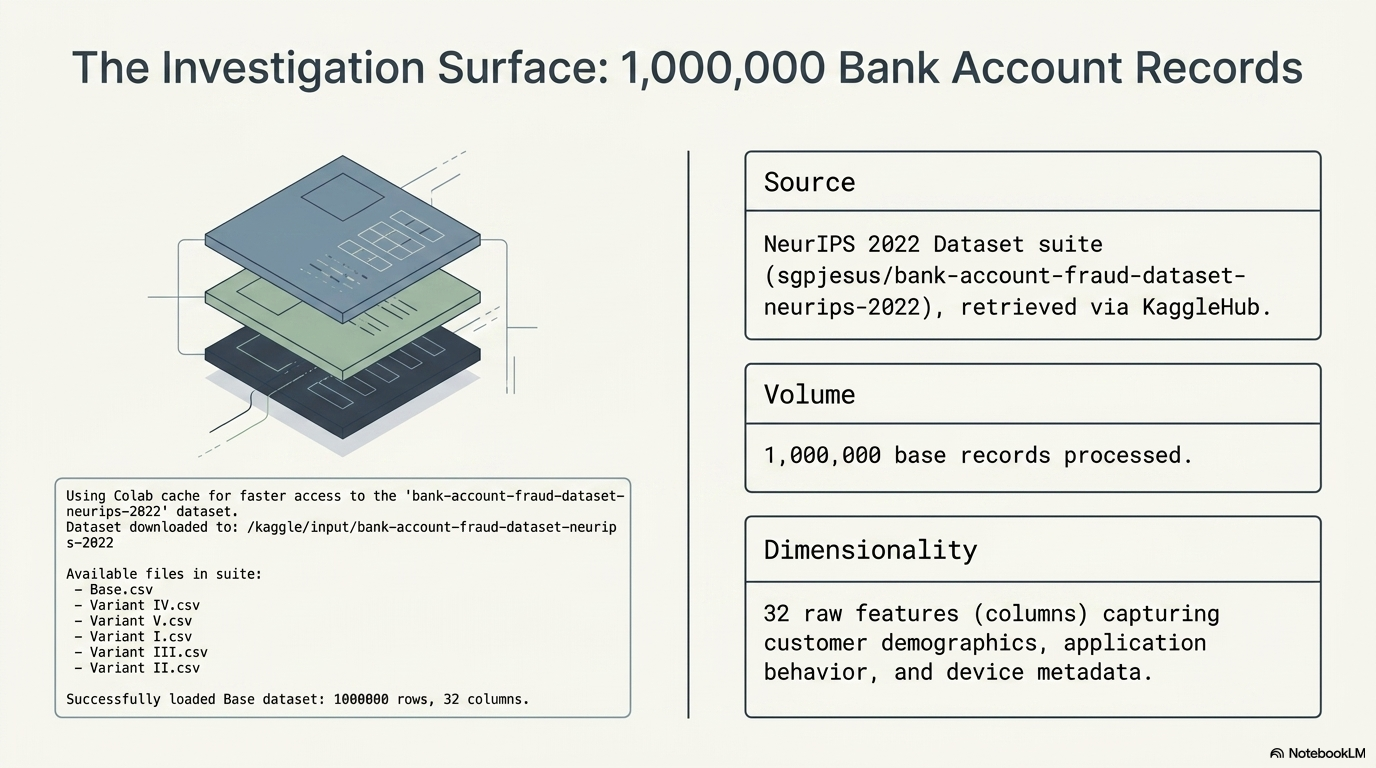 The Investigation Surface: 1,000,000 Bank Account Records
Using Colab cache for faster access to the 'bank-account-fraud-dataset-
neurips-2022' dataset.
Dataset downloaded to: /kaggle/input/bank-account-fraud-dataset-neurip
s-2022
Available files in suite:
- Base.csv
- Variant IV.csv
- Variant V.csv
- Variant I.csv
- Variant III.csv
- Variant II.csv
Successfully loaded Base dataset: 1000000 rows, 32 columns.
Source
NeurIPS 2022 Dataset suite
(sgpjesus/bank-account-fraud-dataset-
neurips-2022), retrieved via KaggleHub.
Volume
1,000,000 base records processed.
Dimensionality
32 raw features (columns) capturing
customer demographics, application
behavior, and device metadata.
NotebookLM